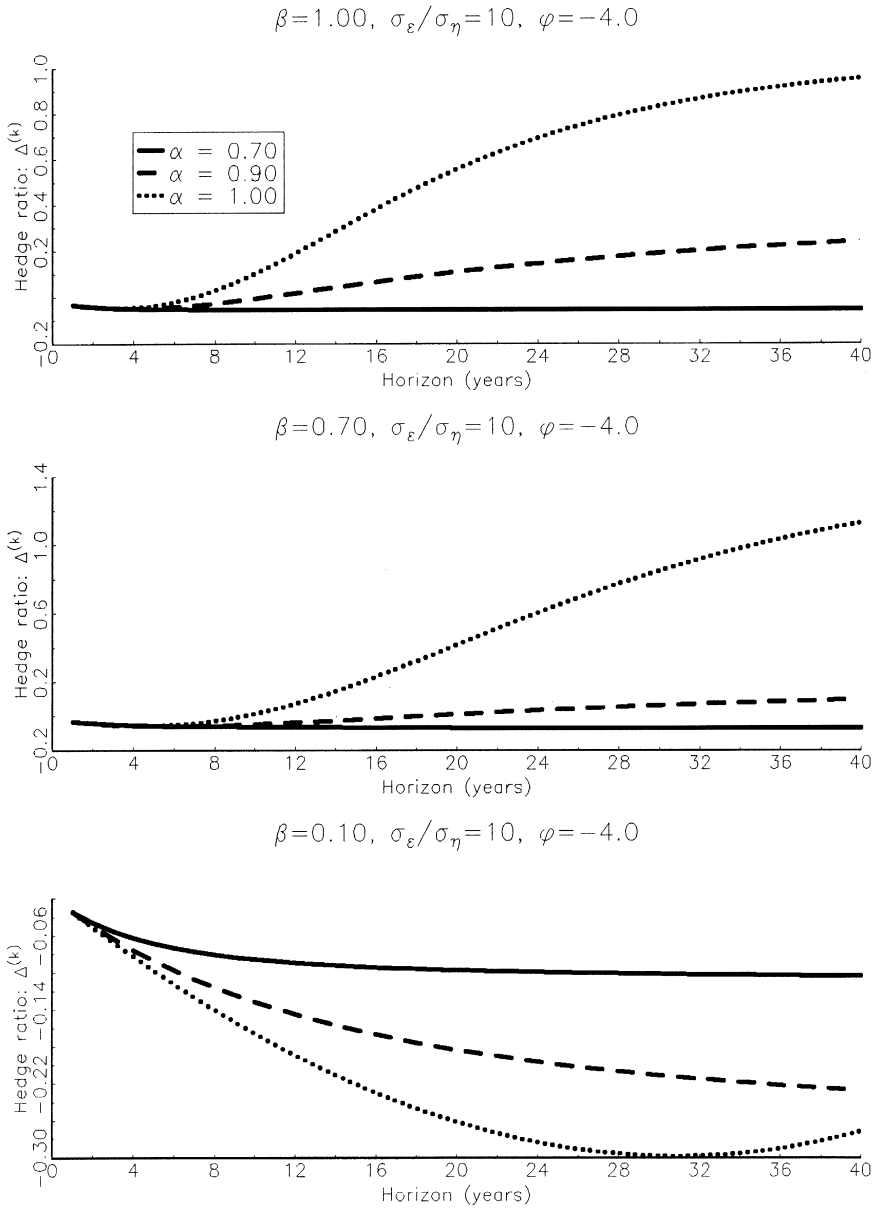 β=1.00, σ_ε/σ_η=10, φ=−4.0
Hedge ratio: Δ^(k)
1.0
0.8
0.6
0.4
0.2
−0.2
α = 0.70
α = 0.90
α = 1.00
−0 4 8 12 16 20 24 28 32 36 40
Horizon (years)
β=0.70, σ_ε/σ_η=10, φ=−4.0
Hedge ratio: Δ^(k)
1.4
1.0
0.6
0.2
−0.2
−0 4 8 12 16 20 24 28 32 36 40
Horizon (years)
β=0.10, σ_ε/σ_η=10, φ=−4.0
Hedge ratio: Δ^(k)
−0.06
−0.14
−0.22
−0.30
−0 4 8 12 16 20 24 28 32 36 40
Horizon (years)